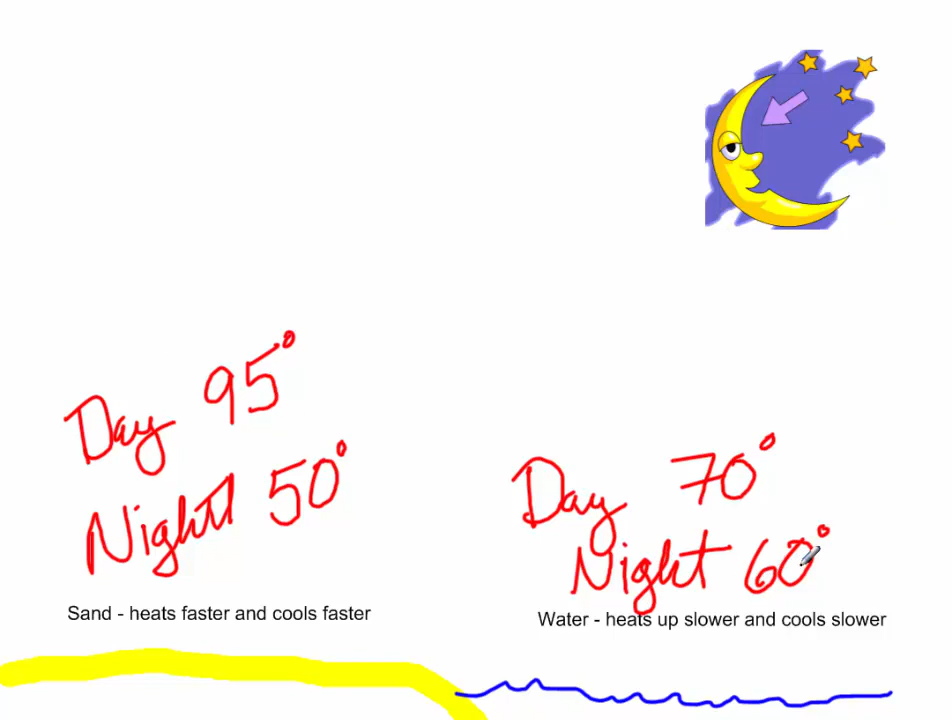 Day 95°
Night 50°
Day 70°
Night 60°
Sand - heats faster and cools faster
Water - heats up slower and cools slower